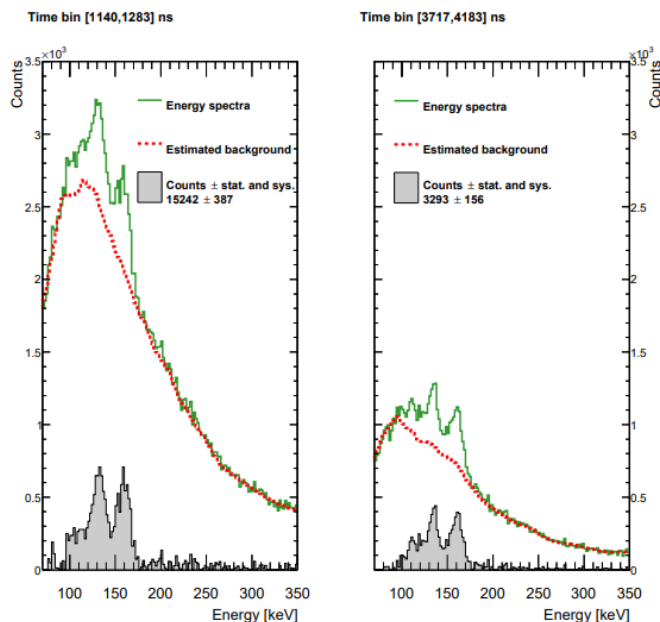 Time bin [1140,1283] ns
Time bin [3717,4183] ns
3.5×10³
Counts
Energy spectra
Estimated background
Counts ± stat. and sys.
15242 ± 387
3
2.5
2
1.5
1
0.5
0
100 150 200 250 300 350
Energy [keV]
×10³
3.5
Counts
Energy spectra
Estimated background
Counts ± stat. and sys.
3293 ± 156
3
2.5
2
1.5
1
0.5
0
100 150 200 250 300 350
Energy [keV]